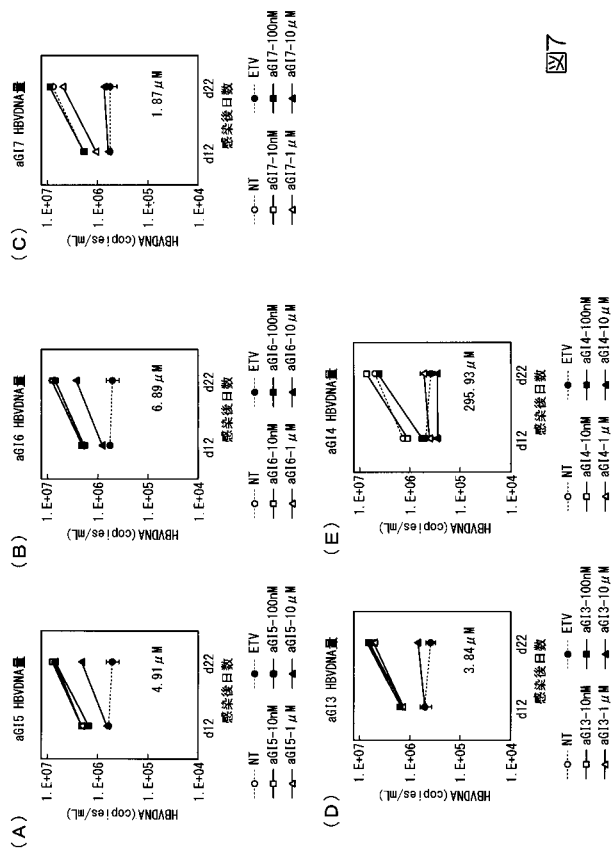 (A)
aGI5 HBVDNA量
HBVDNA(copies/mL)
1.E+07
1.E+06
1.E+05
1.E+04
4.91μM
d12 d22
感染後日数
NT ETV
aGI5-10nM aGI5-100nM
aGI5-1μM aGI5-10μM
(B)
aGI6 HBVDNA量
HBVDNA(copies/mL)
1.E+07
1.E+06
1.E+05
1.E+04
6.89μM
d12 d22
感染後日数
NT ETV
aGI6-10nM aGI6-100nM
aGI6-1μM aGI6-10μM
(C)
aGI7 HBVDNA量
HBVDNA(copies/mL)
1.E+07
1.E+06
1.E+05
1.E+04
1.87μM
d12 d22
感染後日数
NT ETV
aGI7-10nM aGI7-100nM
aGI7-1μM aGI7-10μM
(D)
aGI3 HBVDNA量
HBVDNA(copies/mL)
1.E+07
1.E+06
1.E+05
1.E+04
3.84μM
d12 d22
感染後日数
NT ETV
aGI3-10nM aGI3-100nM
aGI3-1μM aGI3-10μM
(E)
aGI4 HBVDNA量
HBVDNA(copies/mL)
1.E+07
1.E+06
1.E+05
1.E+04
295.93μM
d12 d22
感染後日数
NT ETV
aGI4-10nM aGI4-100nM
aGI4-1μM aGI4-10μM
図7